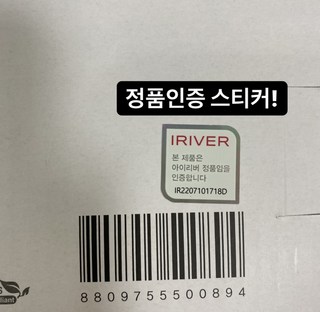 정품인증 스티커!
IRIVER
본 제품은
아이리버 정품임을
인증합니다
IR2207101718D
8809755500894